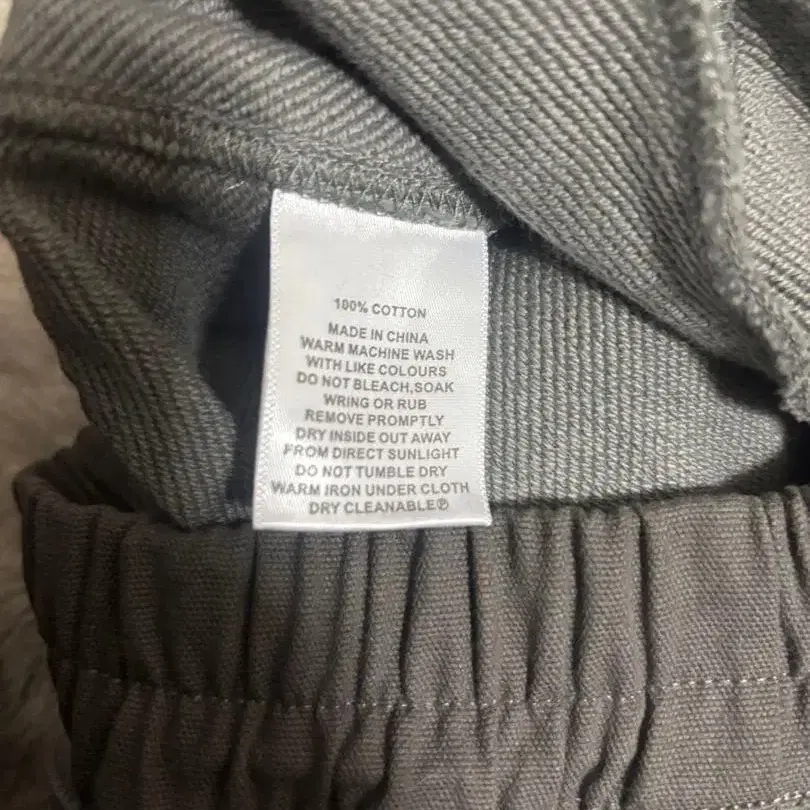 100% COTTON
MADE IN CHINA
WARM MACHINE WASH
WITH LIKE COLOURS
DO NOT BLEACH,SOAK
WRING OR RUB
REMOVE PROMPTLY
DRY INSIDE OUT AWAY
FROM DIRECT SUNLIGHT
DO NOT TUMBLE DRY
WARM IRON UNDER CLOTH
DRY CLEANABLEⓅ